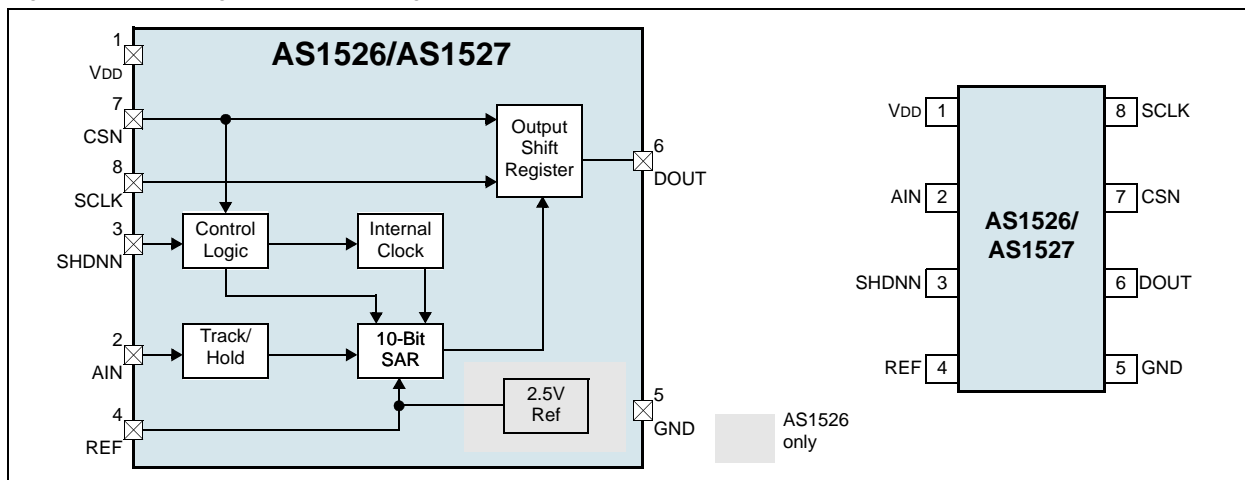 AS1526/AS1527
1
VDD
7
CSN
8
SCLK
3
SHDNN
2
AIN
4
REF
Control
Logic
Internal
Clock
Track/
Hold
10-Bit
SAR
Output
Shift
Register
2.5V
Ref
6
DOUT
5
GND
AS1526
only
VDD 1
AIN 2
SHDNN 3
REF 4
AS1526/
AS1527
8 SCLK
7 CSN
6 DOUT
5 GND